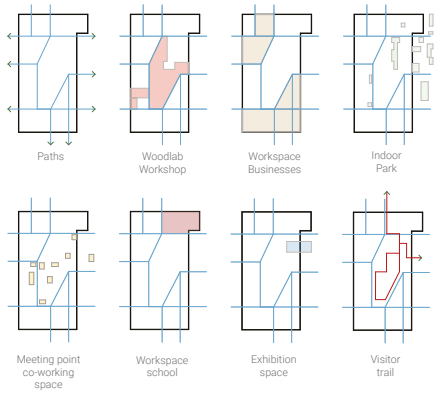 Paths
Woodlab
Workshop
Workspace
Businesses
Indoor
Park
Meeting point
co-working
space
Workspace
school
Exhibition
space
Visitor
trail